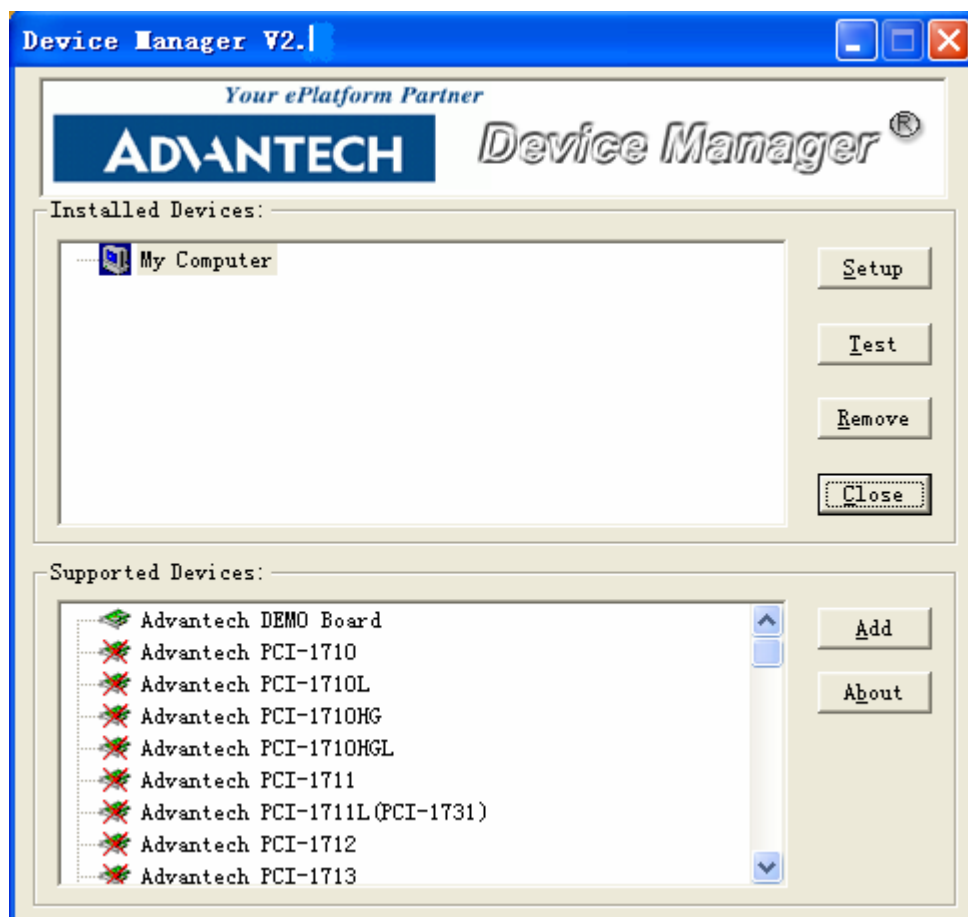 Device Manager V2.
Your ePlatform Partner
ADVANTECH Device Manager ®
Installed Devices:
My Computer
Setup
Test
Remove
Close
Supported Devices:
Advantech DEMO Board
Advantech PCI-1710
Advantech PCI-1710L
Advantech PCI-1710HG
Advantech PCI-1710HGL
Advantech PCI-1711
Advantech PCI-1711L(PCI-1731)
Advantech PCI-1712
Advantech PCI-1713
Add
About